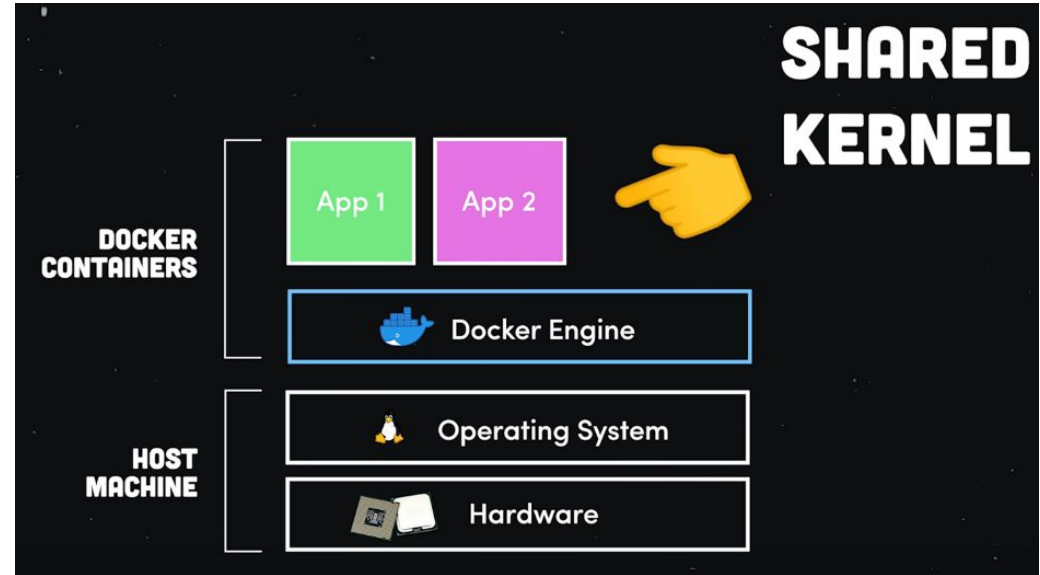 SHARED
KERNEL
App 1
App 2
DOCKER
CONTAINERS
Docker Engine
Operating System
HOST
MACHINE
Hardware